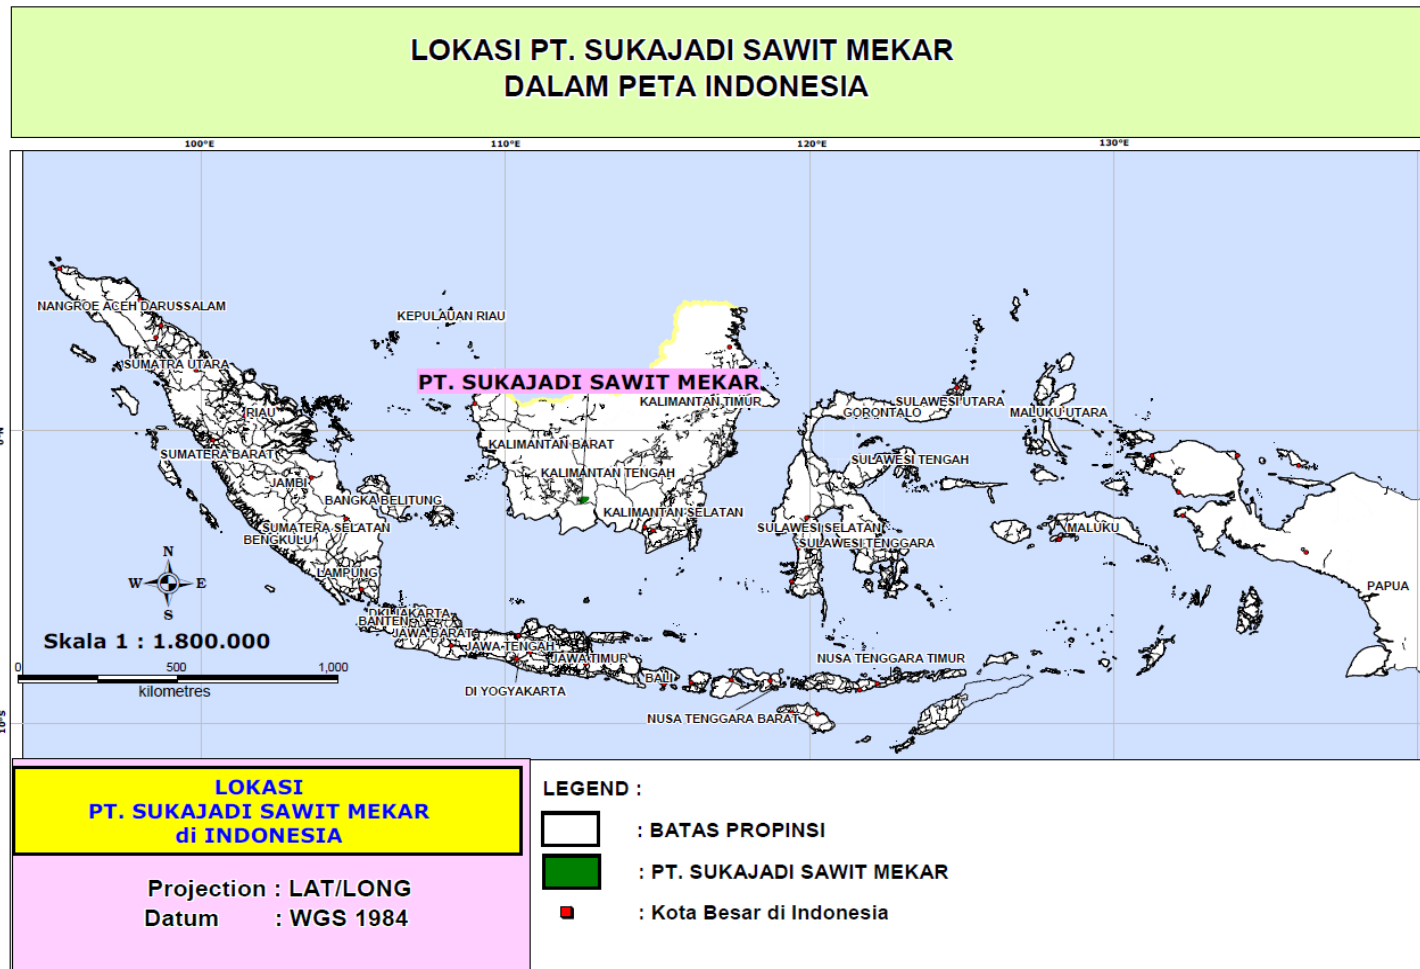 LOKASI PT. SUKAJADI SAWIT MEKAR
DALAM PETA INDONESIA
100°E
110°E
120°E
130°E
NANGROE ACEH DARUSSALAM
KEPULAUAN RIAU
SUMATRA UTARA
PT. SUKAJADI SAWIT MEKAR
KALIMANTAN TIMUR
SULAWESI UTARA
GORONTALO
MALUKU UTARA
RIAU
0°N
KALIMANTAN BARAT
SUMATERA BARAT
SULAWESI TENGAH
KALIMANTAN TENGAH
JAMBI
BANGKA BELITUNG
KALIMANTAN SELATAN
SUMATERA SELATAN
SULAWESI SELATAN
MALUKU
BENGKULU
SULAWESI TENGGARA
N
W
E
S
LAMPUNG
PAPUA
DKI JAKARTA
BANTEN
JAWA BARAT
Skala 1 : 1.800.000
JAWA TENGAH
JAWA TIMUR
NUSA TENGGARA TIMUR
0
500
1,000
kilometres
BALI
DI YOGYAKARTA
NUSA TENGGARA BARAT
10°S
LOKASI
PT. SUKAJADI SAWIT MEKAR
di INDONESIA
Projection : LAT/LONG
Datum : WGS 1984
LEGEND :
: BATAS PROPINSI
: PT. SUKAJADI SAWIT MEKAR
: Kota Besar di Indonesia